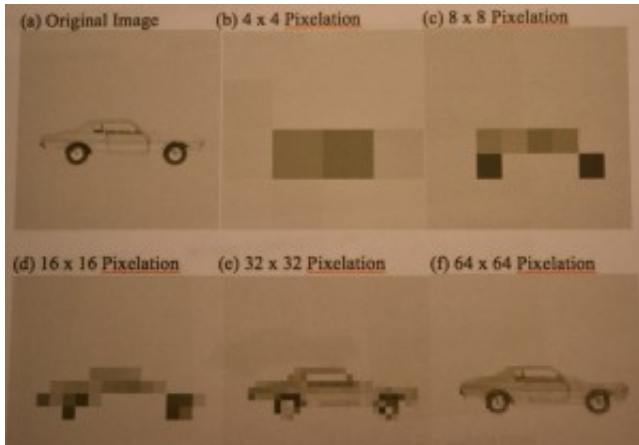 (a) Original Image
(b) 4 x 4 Pixelation
(c) 8 x 8 Pixelation
(d) 16 x 16 Pixelation
(e) 32 x 32 Pixelation
(f) 64 x 64 Pixelation